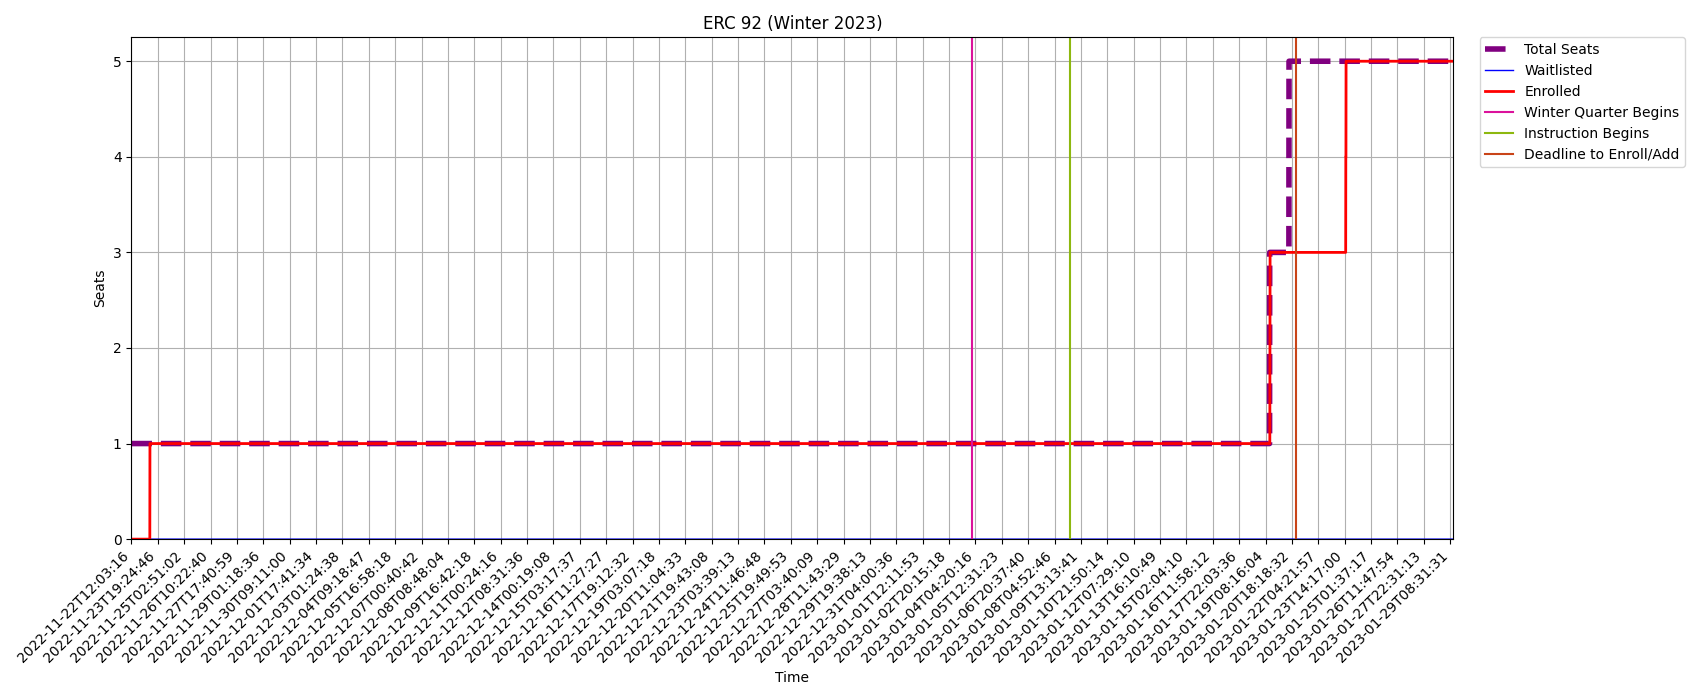 ERC 92 (Winter 2023)
Total Seats
Waitlisted
Enrolled
Winter Quarter Begins
Instruction Begins
Deadline to Enroll/Add
Seats
5
4
3
2
1
0
2022-11-22T12:03:16
2022-11-23T19:24:46
2022-11-25T02:51:02
2022-11-26T10:22:40
2022-11-27T17:40:59
2022-11-29T01:18:36
2022-11-30T09:11:00
2022-12-01T17:41:34
2022-12-03T01:24:38
2022-12-04T09:18:47
2022-12-05T16:58:18
2022-12-07T00:40:42
2022-12-08T08:48:04
2022-12-09T16:42:18
2022-12-11T00:24:16
2022-12-12T08:31:36
2022-12-14T00:19:08
2022-12-15T03:17:37
2022-12-16T11:27:27
2022-12-17T19:12:32
2022-12-19T03:07:18
2022-12-20T11:04:33
2022-12-21T19:43:08
2022-12-23T03:39:13
2022-12-24T11:46:48
2022-12-25T19:49:53
2022-12-27T03:40:09
2022-12-28T11:43:29
2022-12-29T19:38:13
2022-12-31T04:00:36
2023-01-01T12:11:53
2023-01-02T20:15:18
2023-01-04T04:20:16
2023-01-05T12:31:23
2023-01-06T20:37:40
2023-01-08T04:52:46
2023-01-09T13:13:41
2023-01-10T21:50:14
2023-01-12T07:29:10
2023-01-13T16:10:49
2023-01-15T02:04:10
2023-01-16T11:58:12
2023-01-17T22:03:36
2023-01-19T08:16:04
2023-01-20T18:18:32
2023-01-22T04:21:57
2023-01-23T14:17:00
2023-01-25T01:37:17
2023-01-26T11:47:54
2023-01-27T22:31:13
2023-01-29T08:31:31
Time